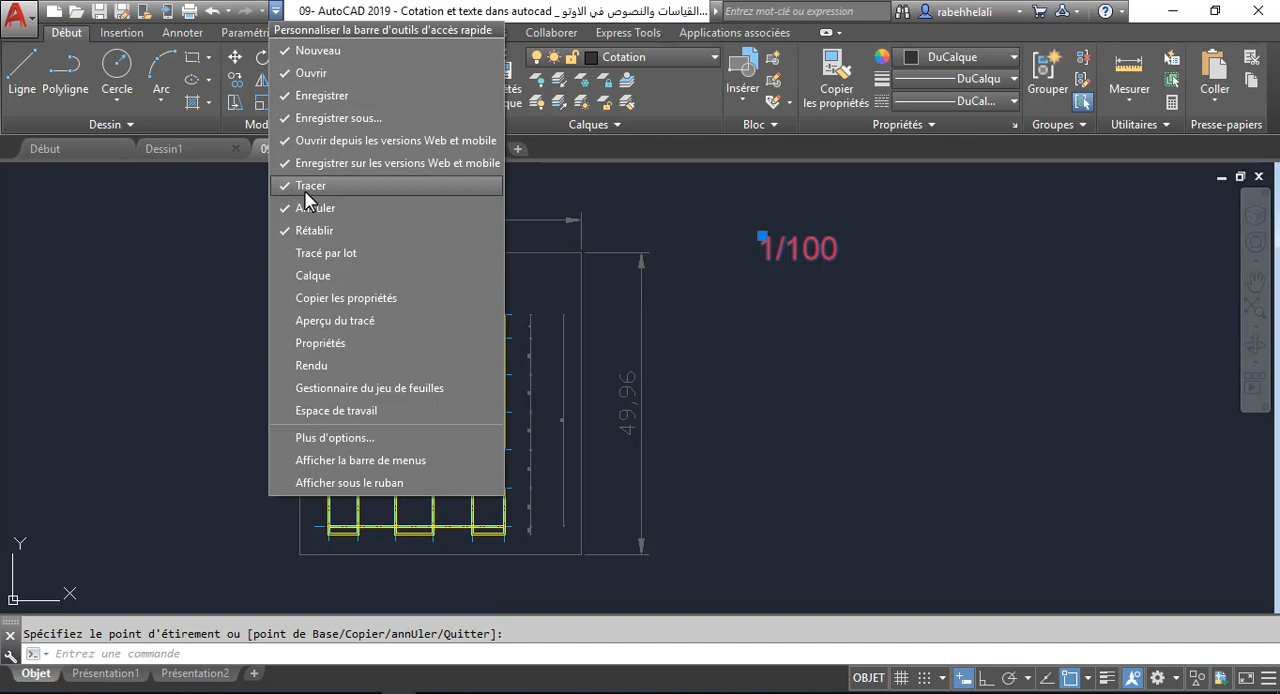 09- AutoCAD 2019 - Cotation et texte dans autocad _ القياسات والنصوص في الاوتو...
Entrez mot-clé ou expression
rabehhelali
Début
Insertion
Annoter
Paramétri
Collaborer
Express Tools
Applications associées
Personnaliser la barre d'outils d'accès rapide
Nouveau
Ouvrir
Enregistrer
Enregistrer sous...
Ouvrir depuis les versions Web et mobile
Enregistrer sur les versions Web et mobile
Tracer
Annuler
Rétablir
Tracé par lot
Calque
Copier les propriétés
Aperçu du tracé
Propriétés
Rendu
Gestionnaire du jeu de feuilles
Espace de travail
Plus d'options...
Afficher la barre de menus
Afficher sous le ruban
Ligne
Polyligne
Cercle
Arc
Dessin
Mod
Cotation
Calques
Insérer
Bloc
Copier
les propriétés
DuCalque
DuCalqu
DuCal...
Propriétés
Grouper
Groupes
Mesurer
Utilitaires
Coller
Presse-papiers
Début
Dessin1
1/100
49,96
Y
X
Spécifiez le point d'étirement ou [point de Base/Copier/annUler/Quitter]:
Entrez une commande
Objet
Présentation1
Présentation2
OBJET